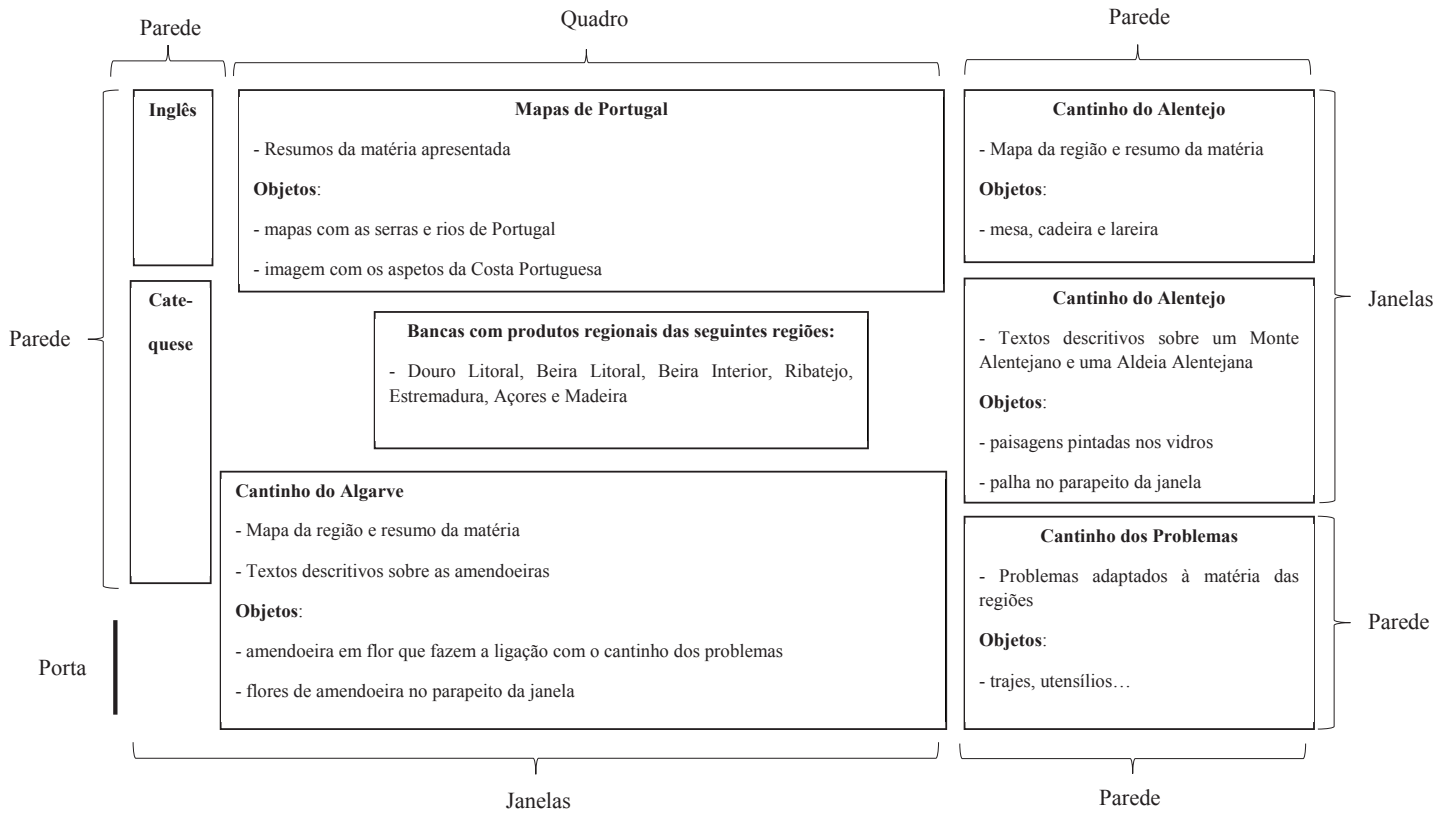 Parede
Quadro
Parede
Inglês
Mapas de Portugal
- Resumos da matéria apresentada
Objetos:
- mapas com as serras e rios de Portugal
- imagem com os aspetos da Costa Portuguesa
Cantinho do Alentejo
- Mapa da região e resumo da matéria
Objetos:
- mesa, cadeira e lareira
Parede
Cate-
quese
Bancas com produtos regionais das seguintes regiões:
- Douro Litoral, Beira Litoral, Beira Interior, Ribatejo,
Estremadura, Açores e Madeira
Cantinho do Alentejo
- Textos descritivos sobre um Monte
Alentejano e uma Aldeia Alentejana
Objetos:
- paisagens pintadas nos vidros
- palha no parapeito da janela
Janelas
Cantinho do Algarve
- Mapa da região e resumo da matéria
- Textos descritivos sobre as amendoeiras
Objetos:
- amendoeira em flor que fazem a ligação com o cantinho dos problemas
- flores de amendoeira no parapeito da janela
Cantinho dos Problemas
- Problemas adaptados à matéria das
regiões
Objetos:
- trajes, utensílios…
Parede
Porta
Janelas
Parede